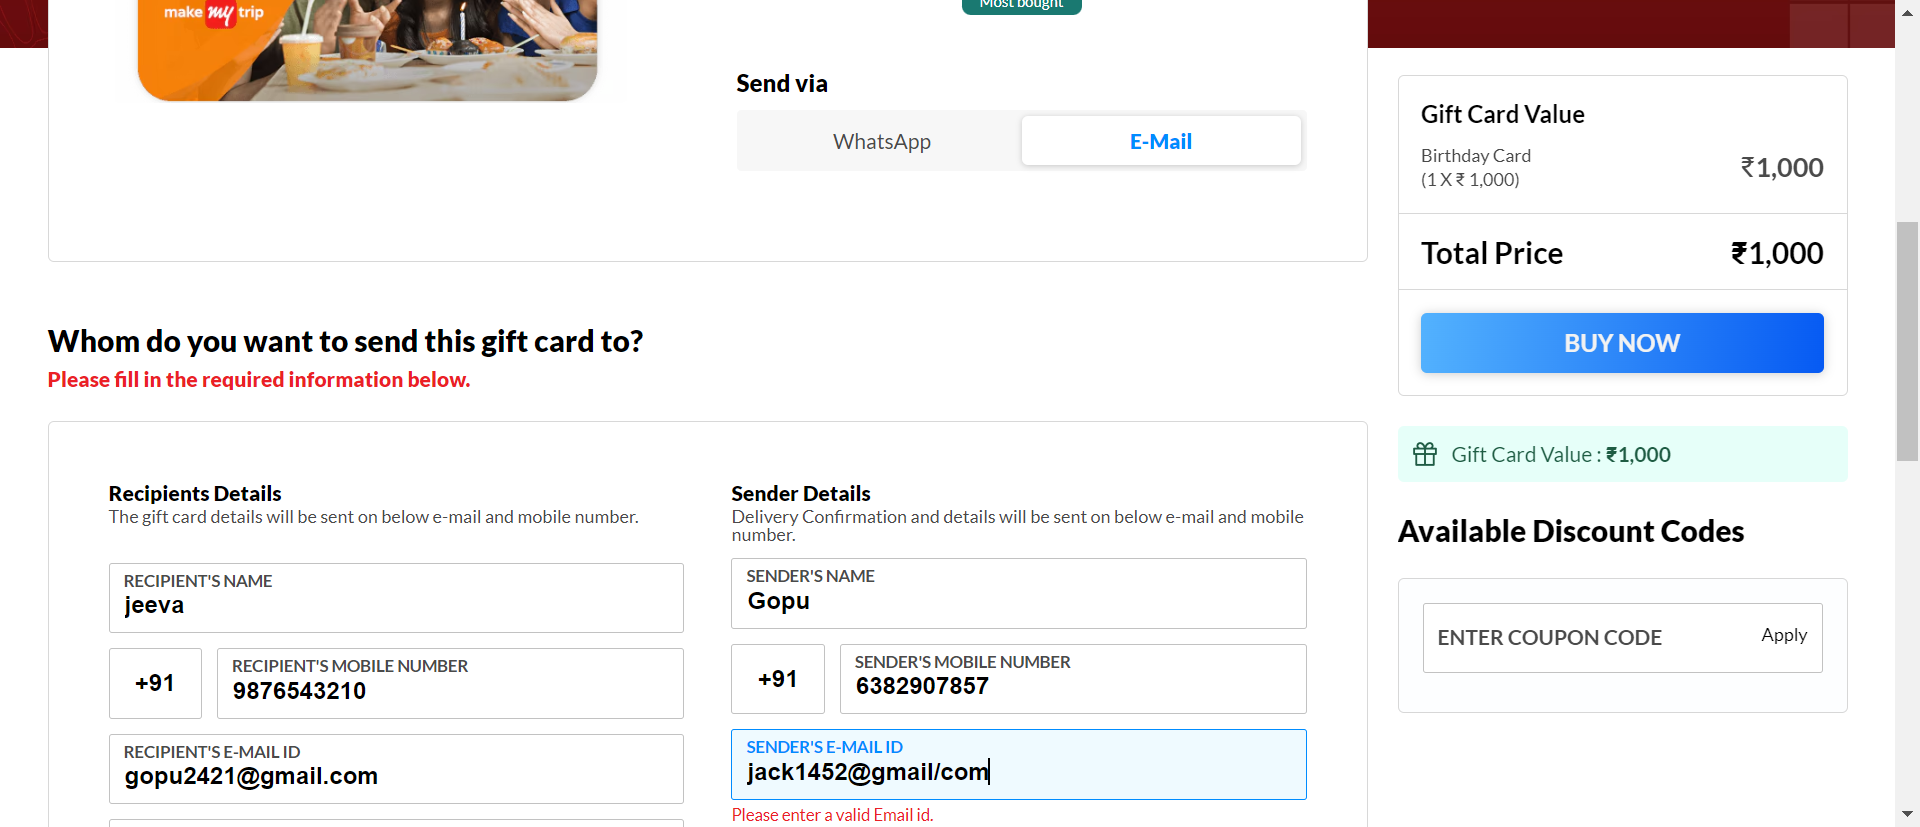 make my trip
Most bought
Send via
WhatsApp
E-Mail
Whom do you want to send this gift card to?
Please fill in the required information below.
Recipients Details
The gift card details will be sent on below e-mail and mobile number.
RECIPIENT'S NAME
jeeva
+91
RECIPIENT'S MOBILE NUMBER
9876543210
RECIPIENT'S E-MAIL ID
gopu2421@gmail.com
Sender Details
Delivery Confirmation and details will be sent on below e-mail and mobile
number.
SENDER'S NAME
Gopu
+91
SENDER'S MOBILE NUMBER
6382907857
SENDER'S E-MAIL ID
jack1452@gmail/com
Please enter a valid Email id.
Gift Card Value
Birthday Card
(1 X ₹ 1,000)
₹1,000
Total Price
₹1,000
BUY NOW
Gift Card Value : ₹1,000
Available Discount Codes
ENTER COUPON CODE
Apply